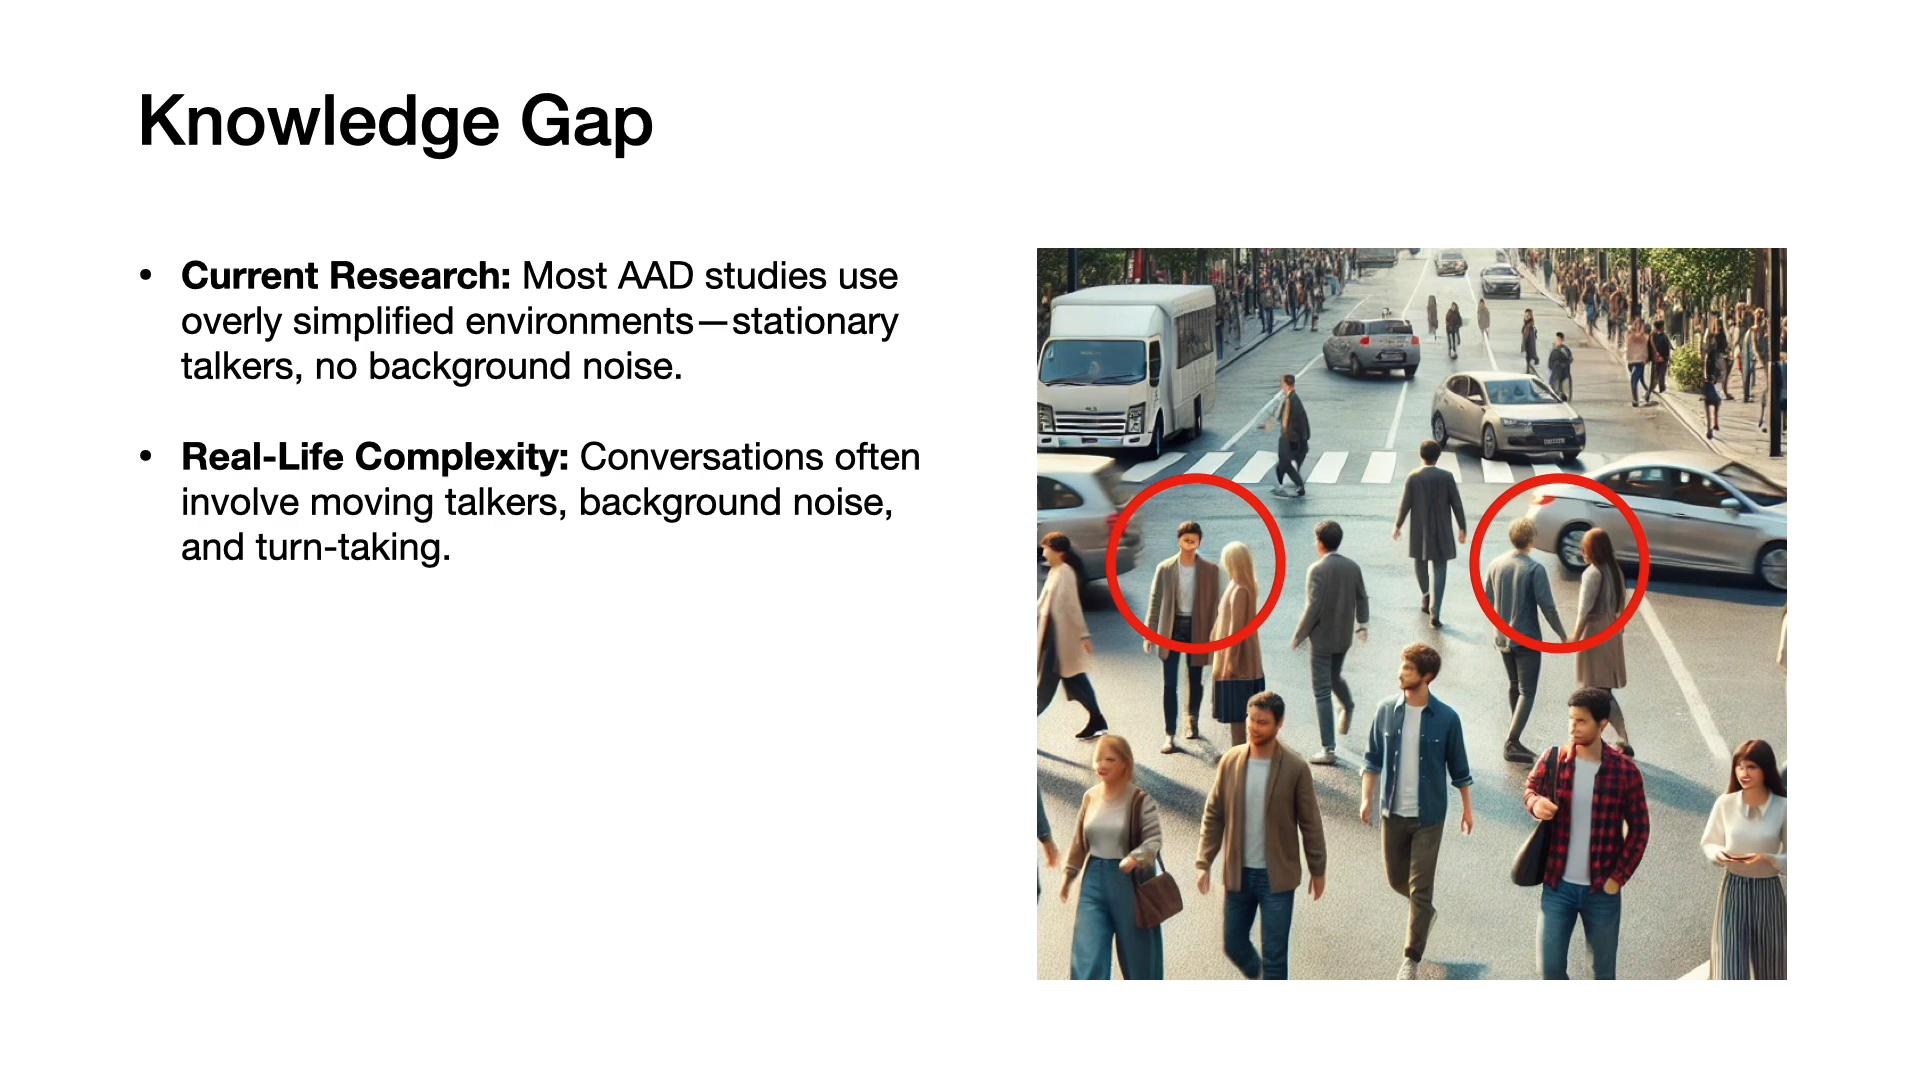 Knowledge Gap
• Current Research: Most AAD studies use
overly simplified environments—stationary
talkers, no background noise.
• Real-Life Complexity: Conversations often
involve moving talkers, background noise,
and turn-taking.